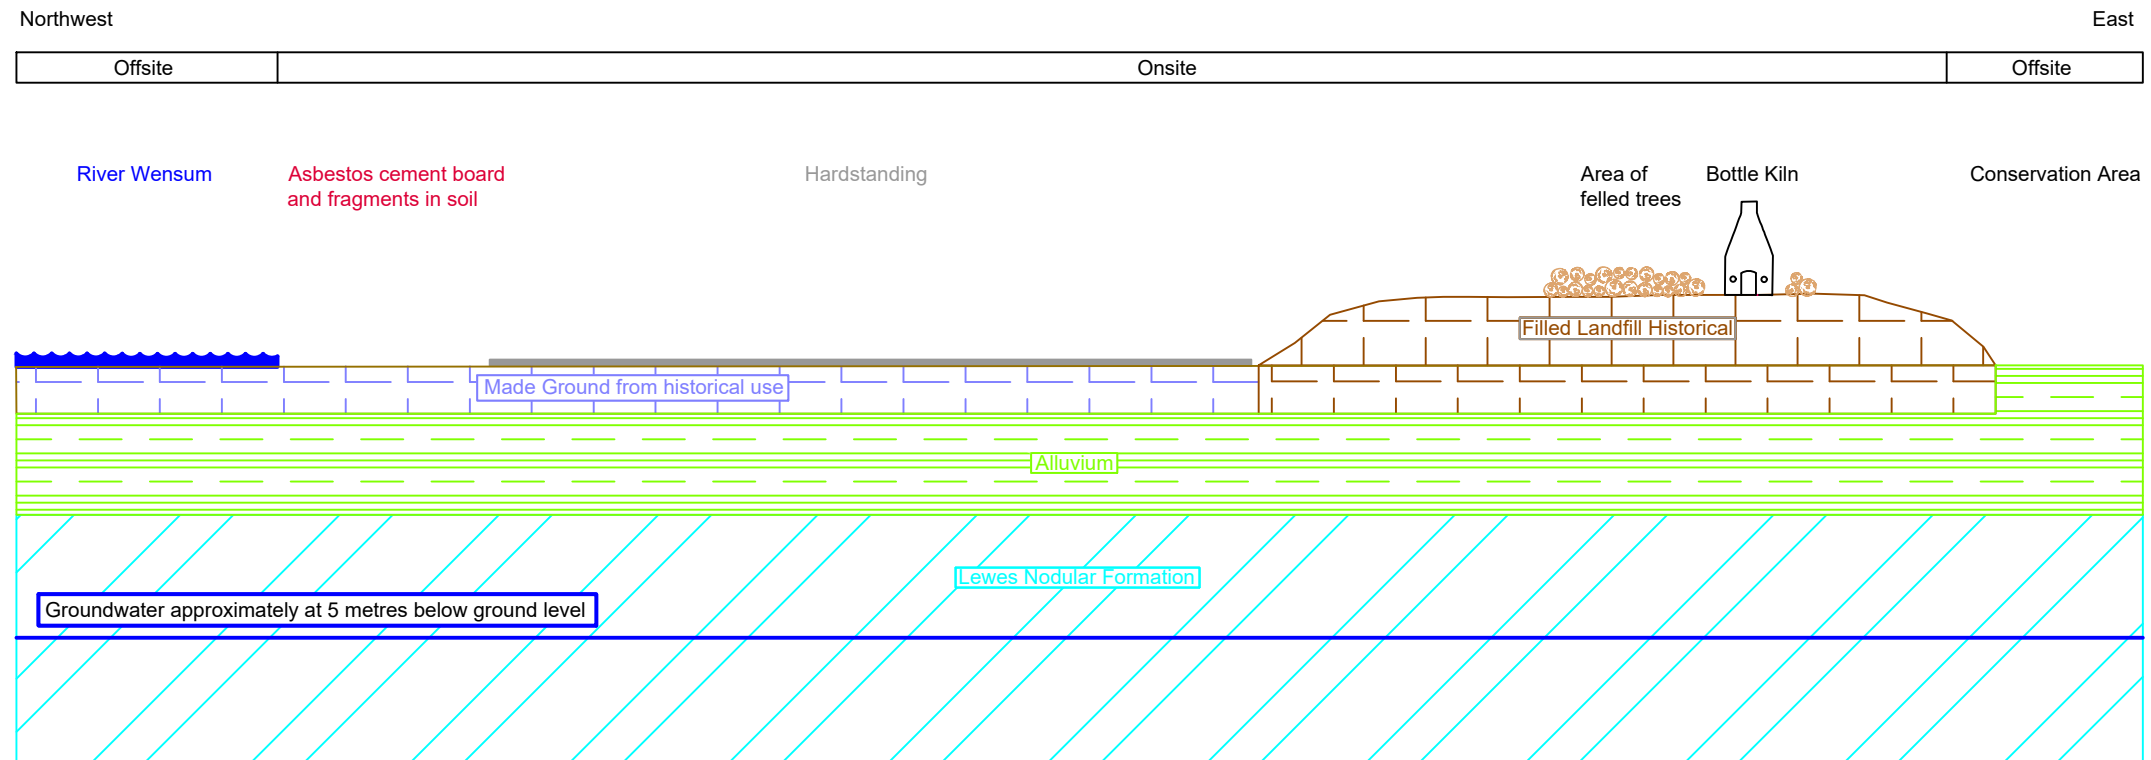 Northwest
East
Offsite
Onsite
Offsite
River Wensum
Asbestos cement board
and fragments in soil
Hardstanding
Area of
felled trees
Bottle Kiln
Conservation Area
Filled Landfill Historical
Made Ground from historical use
Alluvium
Lewes Nodular Formation
Groundwater approximately at 5 metres below ground level